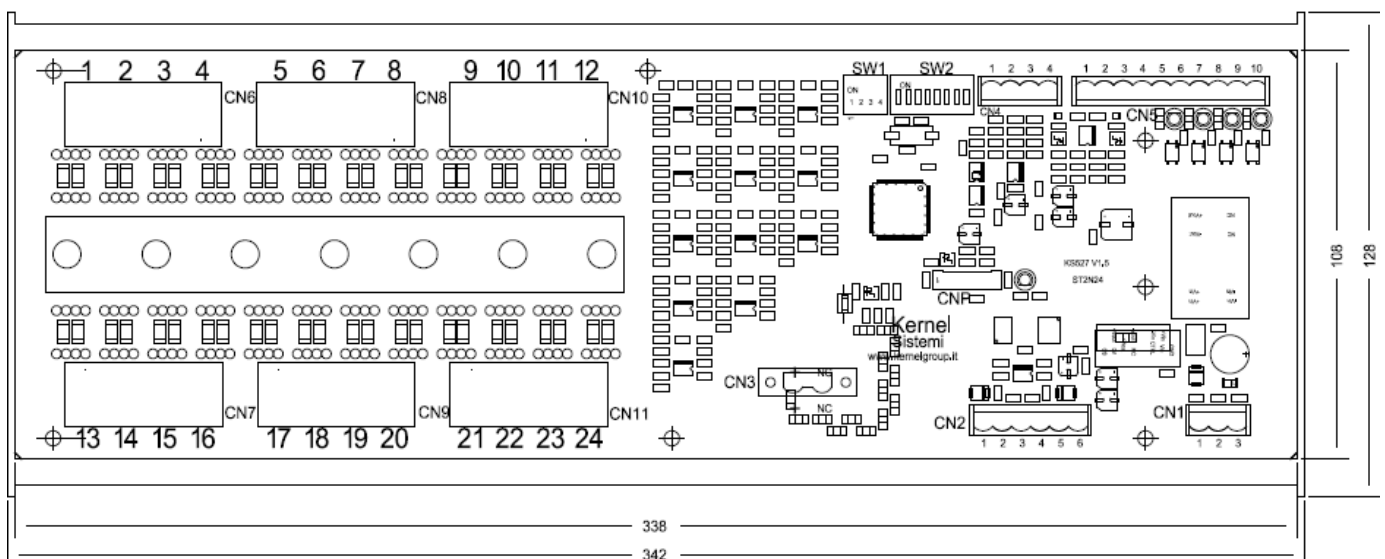 1 2 3 4 5 6 7 8 9 10 11 12
CN6 CN8 CN10
SW1 SW2
ON
1 2 3 4
ON
1 2 3 4
CN4
1 2 3 4 5 6 7 8 9 10
CN5
KS527 V1.5
ST2N24
CNP
Kernel
Sistemi
www.kernelgroup.it
CN3
NC
NC
CN2
1 2 3 4 5 6
CN1
1 2 3
CN7 CN9 CN11
13 14 15 16 17 18 19 20 21 22 23 24
108
128
338
342